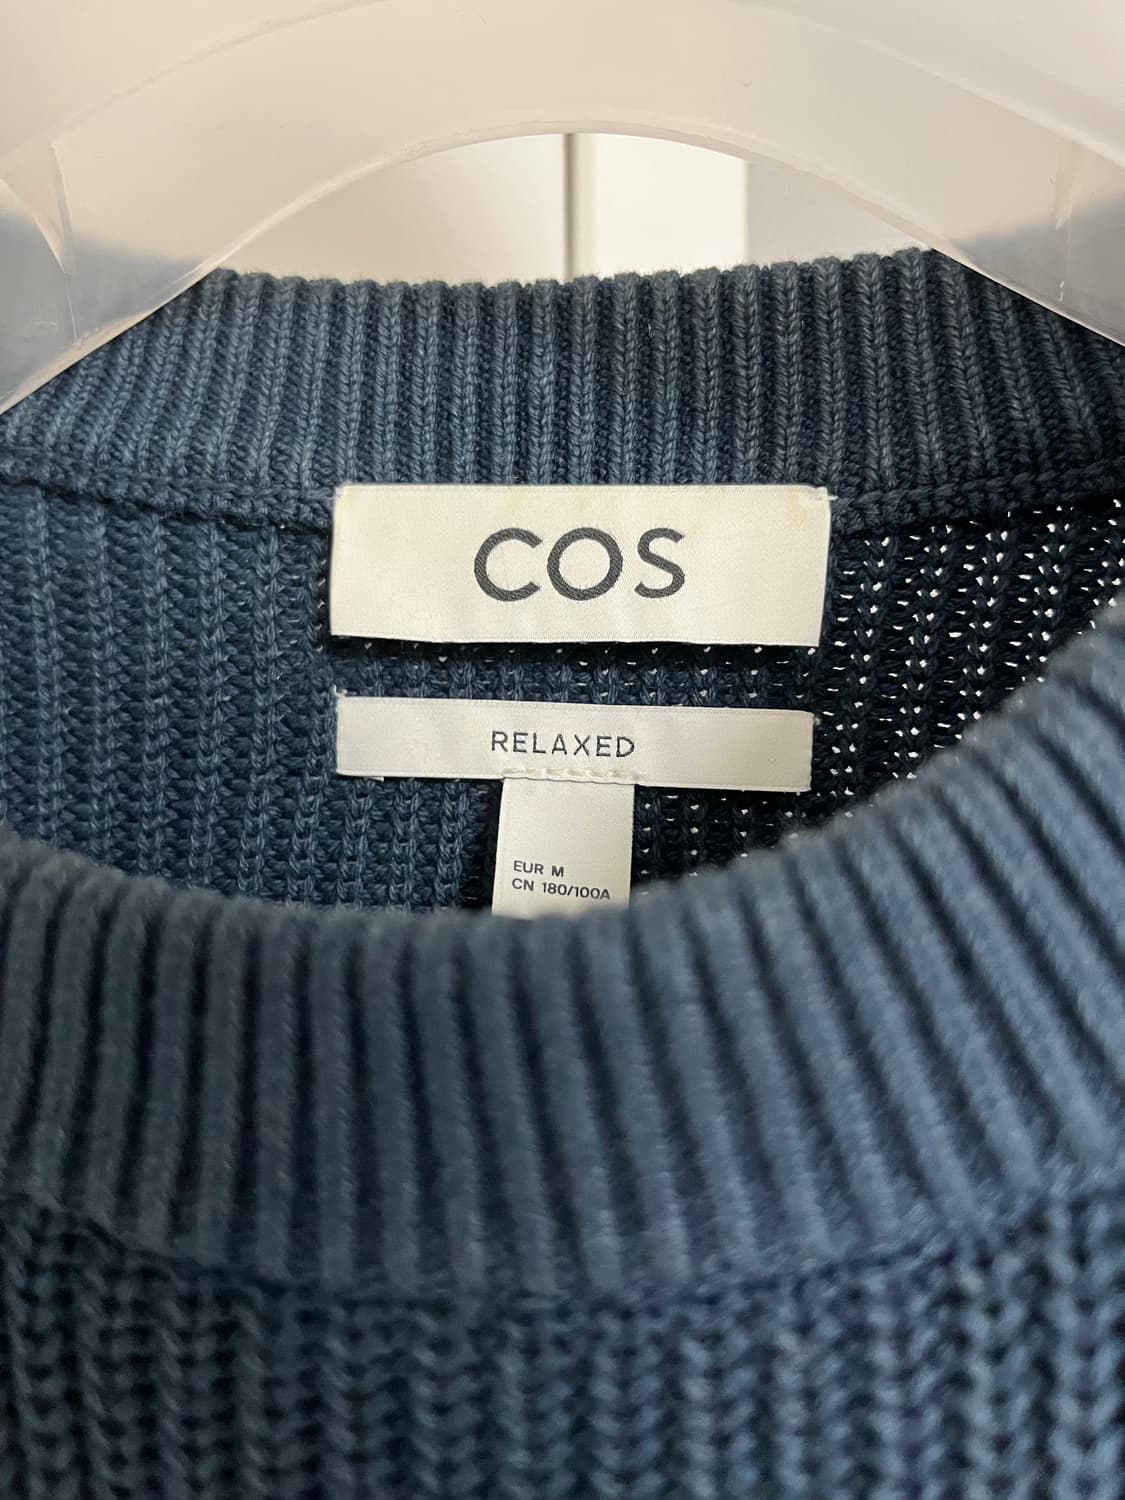 COS
RELAXED
EUR M
CN 180/100A